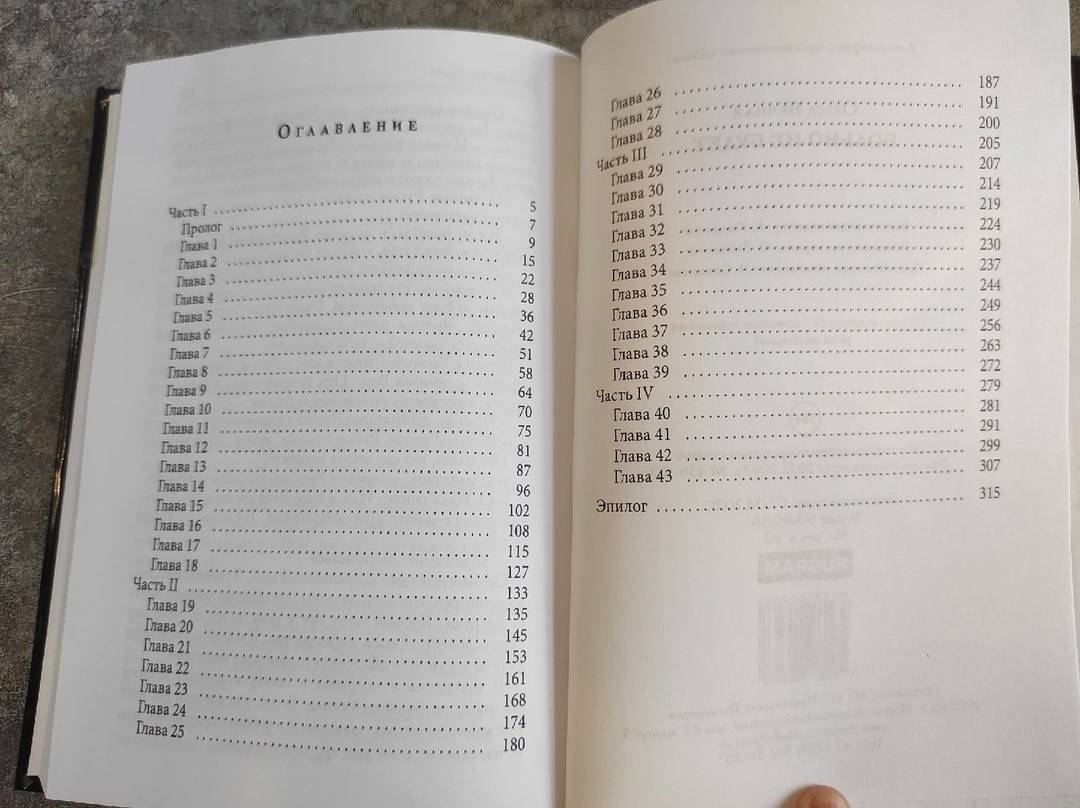 Оглавление
Часть I 5
Пролог 7
Глава 1 9
Глава 2 15
Глава 3 22
Глава 4 28
Глава 5 36
Глава 6 42
Глава 7 51
Глава 8 58
Глава 9 64
Глава 10 70
Глава 11 75
Глава 12 81
Глава 13 87
Глава 14 96
Глава 15 102
Глава 16 108
Глава 17 115
Глава 18 127
Часть II 133
Глава 19 135
Глава 20 145
Глава 21 153
Глава 22 161
Глава 23 168
Глава 24 174
Глава 25 180
Глава 26 187
Глава 27 191
Глава 28 200
Часть III 205
Глава 29 207
Глава 30 214
Глава 31 219
Глава 32 224
Глава 33 230
Глава 34 237
Глава 35 244
Глава 36 249
Глава 37 256
Глава 38 263
Глава 39 272
Часть IV 279
Глава 40 281
Глава 41 291
Глава 42 299
Глава 43 307
Эпилог 315